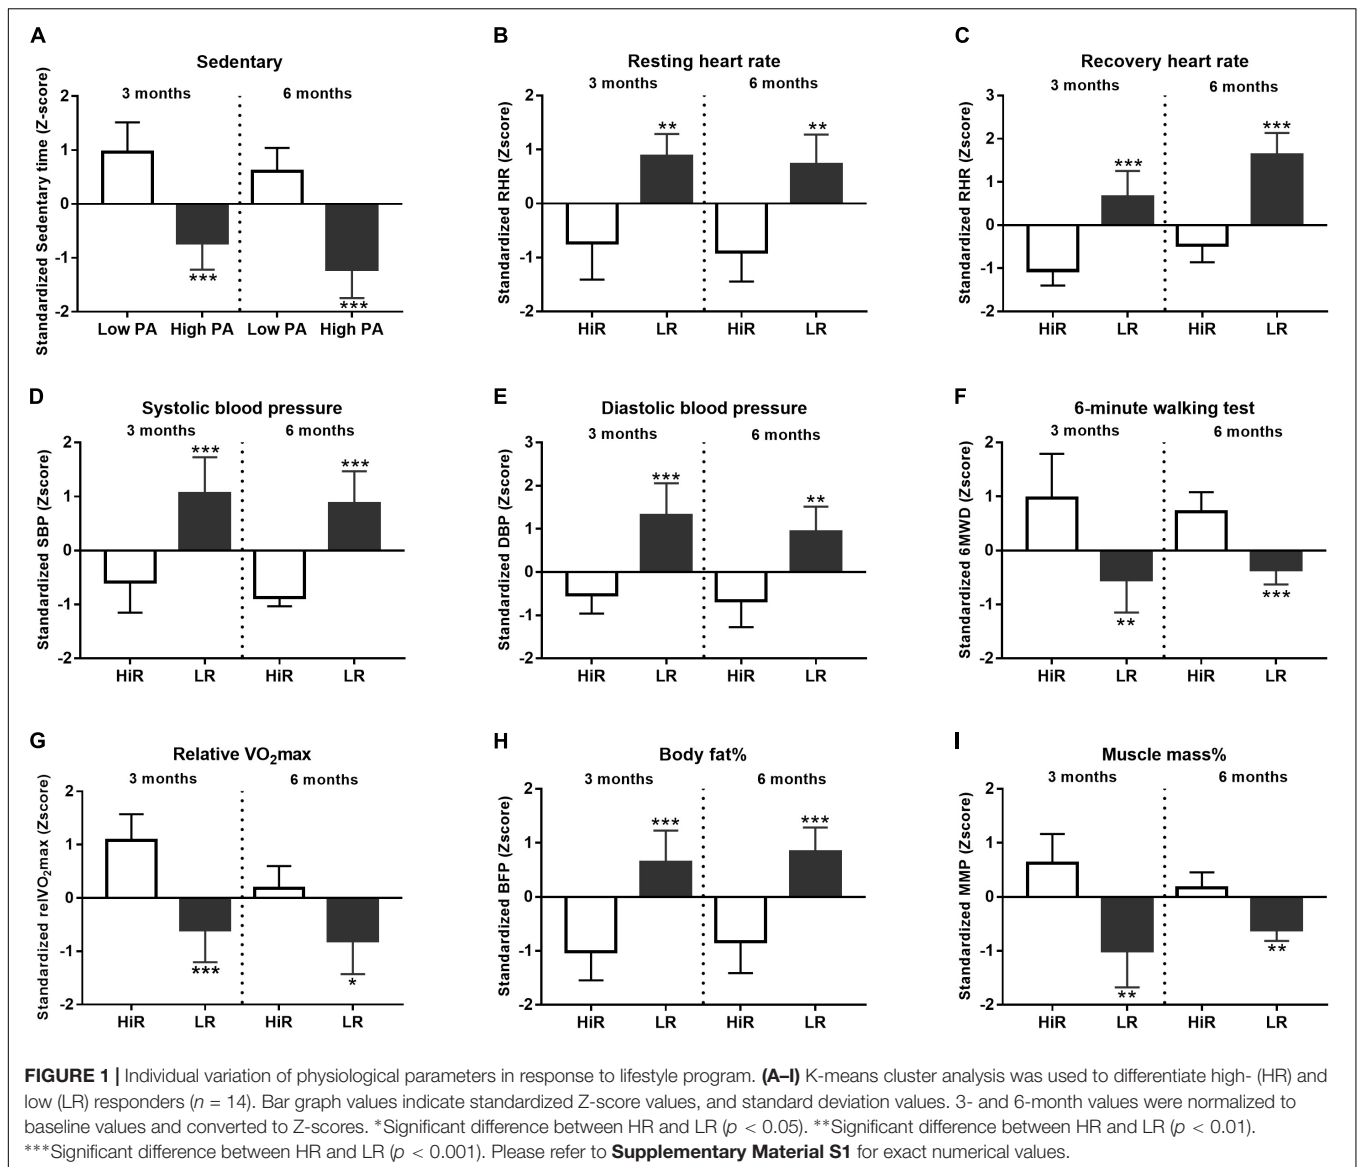 A
Sedentary
3 months
6 months
Standardized Sedentary time (Z-score)
2
1
0
-1
-2
***
***
Low PA High PA Low PA High PA
B
Resting heart rate
3 months
6 months
Standardized RHR (Zscore)
2
1
0
-1
-2
**
**
HiR LR HiR LR
C
Recovery heart rate
3 months
6 months
Standardized RHR (Zscore)
3
2
1
0
-1
-2
***
***
HiR LR HiR LR
D
Systolic blood pressure
3 months
6 months
Standardized SBP (Zscore)
2
1
0
-1
-2
***
***
HiR LR HiR LR
E
Diastolic blood pressure
3 months
6 months
Standardized DBP (Zscore)
3
2
1
0
-1
-2
***
**
HiR LR HiR LR
F
6-minute walking test
3 months
6 months
Standardized 6MWD (Zscore)
2
1
0
-1
-2
**
***
HiR LR HiR LR
G
Relative VO₂max
3 months
6 months
Standardized relVO₂max (Zscore)
2
1
0
-1
-2
***
*
HiR LR HiR LR
H
Body fat%
3 months
6 months
Standardized BFP (Zscore)
2
1
0
-1
-2
***
***
HiR LR HiR LR
I
Muscle mass%
3 months
6 months
Standardized MMP (Zscore)
2
1
0
-1
-2
**
**
HiR LR HiR LR
FIGURE 1 | Individual variation of physiological parameters in response to lifestyle program. (A–I) K-means cluster analysis was used to differentiate high- (HR) and
low (LR) responders (n = 14). Bar graph values indicate standardized Z-score values, and standard deviation values. 3- and 6-month values were normalized to
baseline values and converted to Z-scores. *Significant difference between HR and LR (p < 0.05). **Significant difference between HR and LR (p < 0.01).
***Significant difference between HR and LR (p < 0.001). Please refer to Supplementary Material S1 for exact numerical values.